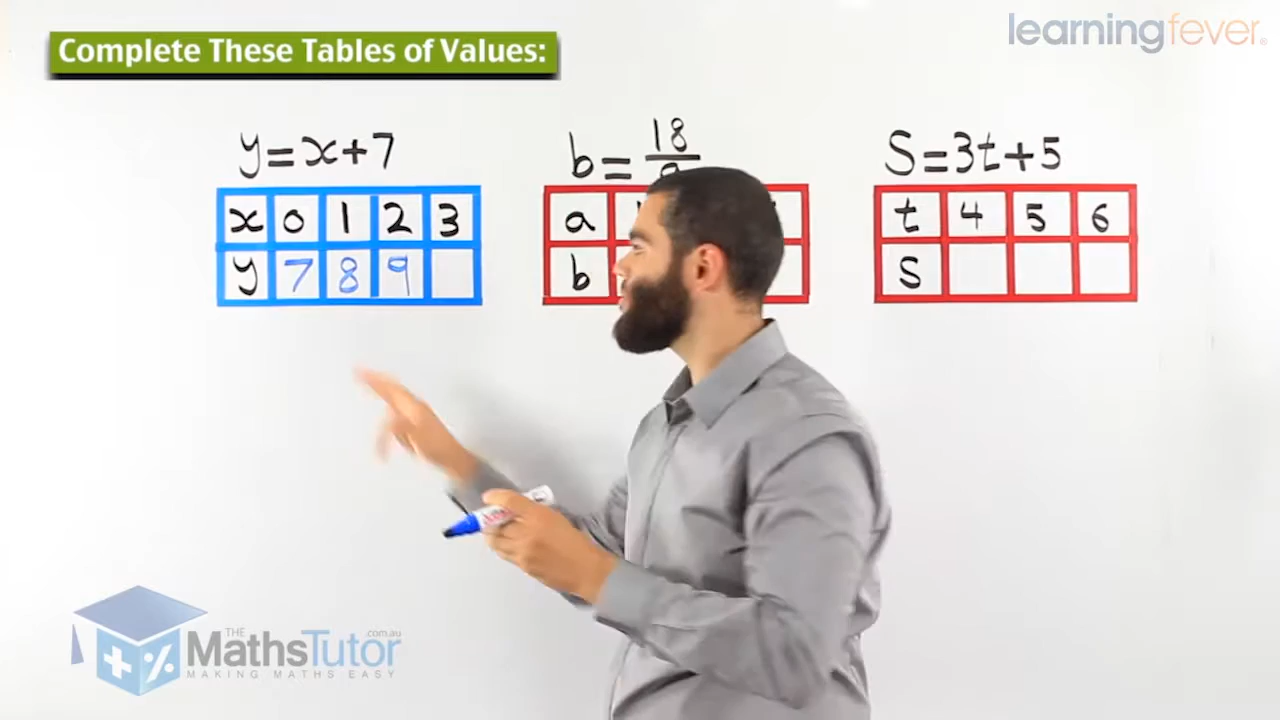 learningfever
Complete These Tables of Values:
y=x+7
x 0 1 2 3
y 7 8 9
b=18/
a
b
S=3t+5
t 4 5 6
S
THE MathsTutor .com.au
MAKING MATHS EASY